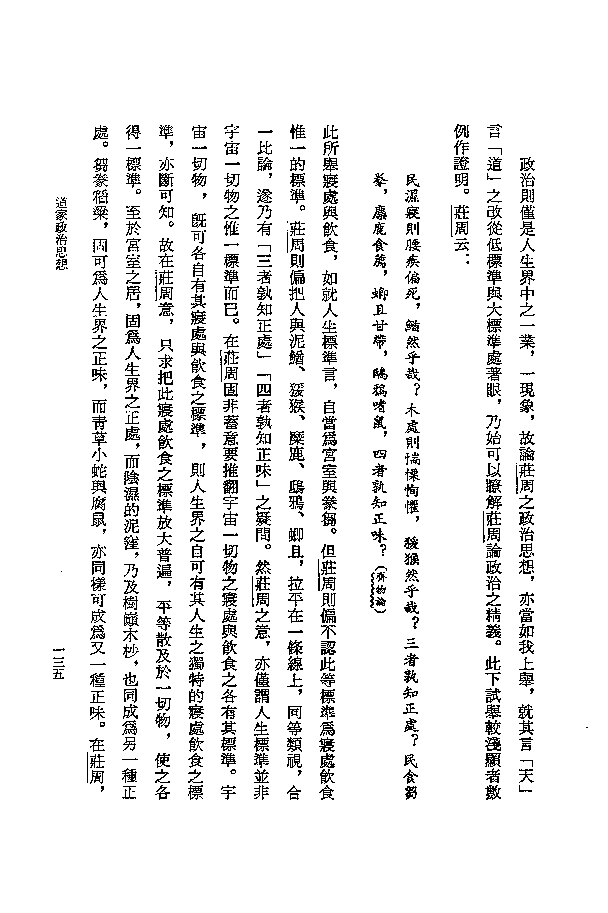 政治則僅是人生界中之一業，一現象，故論莊周之政治思想，亦當如我上舉，就其言「天」
言「道」之改從低標準與大標準處著眼，乃始可以瞭解莊周論政治之精義。此下試舉較淺顯者數
例作證明。莊周云：
民溼寢則腰疾偏死，鰌然乎哉？木處則惴慄恂懼，猨猴然乎哉？三者孰知正處？民食芻
豢，麋鹿食薦，蝍且甘帶，鴟鴉嗜鼠，四者孰知正味？（齊物論）
此所舉寢處與飲食，如就人生標準言，自當爲宮室與豢芻。但莊周則偏不認此等標準爲寢處飲食
惟一的標準。莊周則偏把人與泥鰌、猨猴、麋鹿、鴟鴉、蝍且，拉平在一條線上，同等類視，合
一比論，遂乃有「三者孰知正處」「四者孰知正味」之疑問。然莊周之意，亦僅謂人生標準並非
宇宙一切物之惟一標準而已。在莊周固非蓄意要推翻宇宙一切物之寢處與飲食之各有其標準。宇
宙一切物，既可各自有其寢處與飲食之標準，則人生界之自可有其人生之獨特的寢處飲食之標
準，亦斷可知。故在莊周意，只求把此寢處飲食之標準放大普遍，平等散及於一切物，使之各
得一標準。至於宮室之居，固爲人生界之正處，而陰濕的泥窪，乃及樹巔木杪，也同成爲另一種正
處。芻豢稻粱，固可爲人生界之正味，而青草小蛇與腐鼠，亦同樣可成爲又一種正味。在莊周，
道家政治思想
一三五